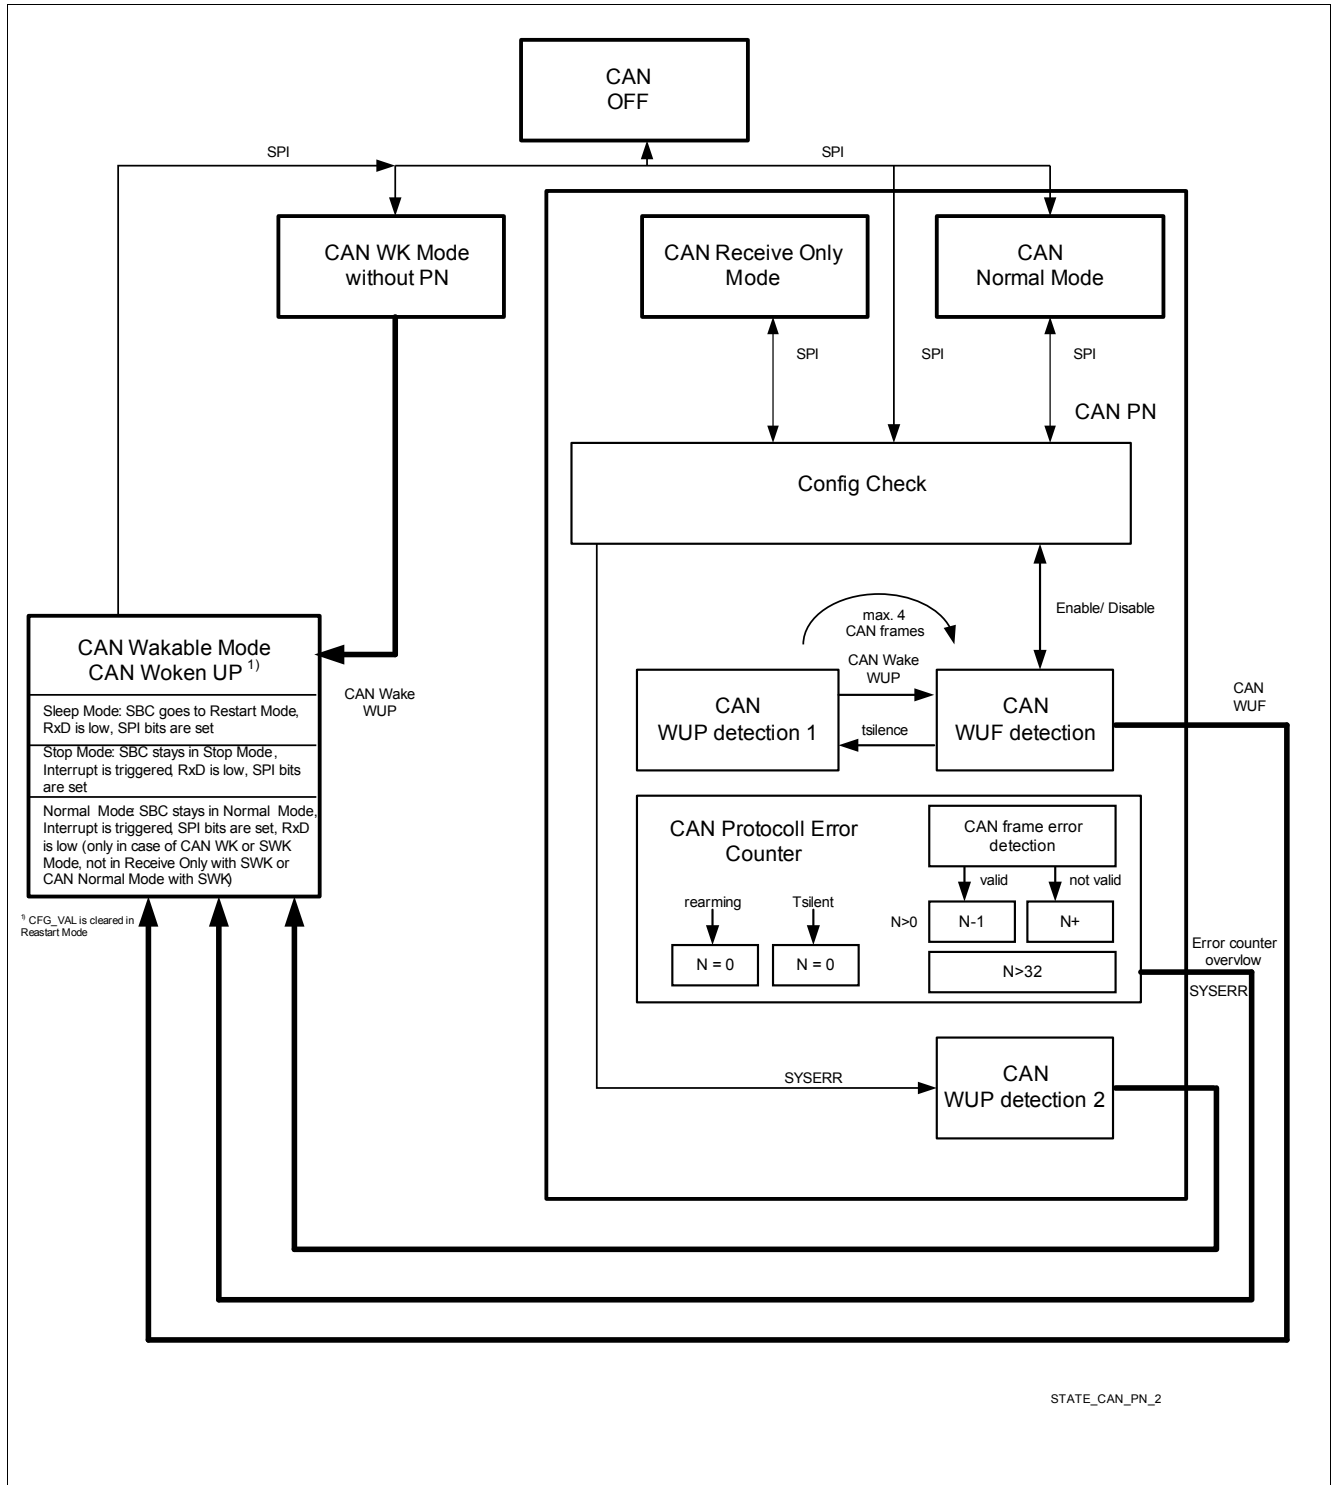 CAN
OFF
SPI
SPI
CAN WK Mode
without PN
CAN Receive Only
Mode
CAN
Normal Mode
SPI
SPI
SPI
CAN PN
Config Check
Enable/ Disable
max. 4
CAN frames
CAN Wake
WUP
CAN
WUP detection 1
tsilence
CAN
WUF detection
CAN
WUF
CAN Wakable Mode
CAN Woken UP 1)
Sleep Mode: SBC goes to Restart Mode,
RxD is low, SPI bits are set
Stop Mode: SBC stays in Stop Mode,
Interrupt is triggered, RxD is low, SPI bits
are set
Normal Mode: SBC stays in Normal Mode,
Interrupt is triggered, SPI bits are set, RxD
is low (only in case of CAN WK or SWK
Mode, not in Receive Only with SWK or
CAN Normal Mode with SWK)
1) CFG_VAL is cleared in
Reastart Mode
CAN Wake
WUP
CAN Protocoll Error
Counter
rearming
Tsilent
N = 0
N = 0
CAN frame error
detection
valid
not valid
N>0
N-1
N+
N>32
Error counter
overvlow
SYSERR
SYSERR
CAN
WUP detection 2
STATE_CAN_PN_2